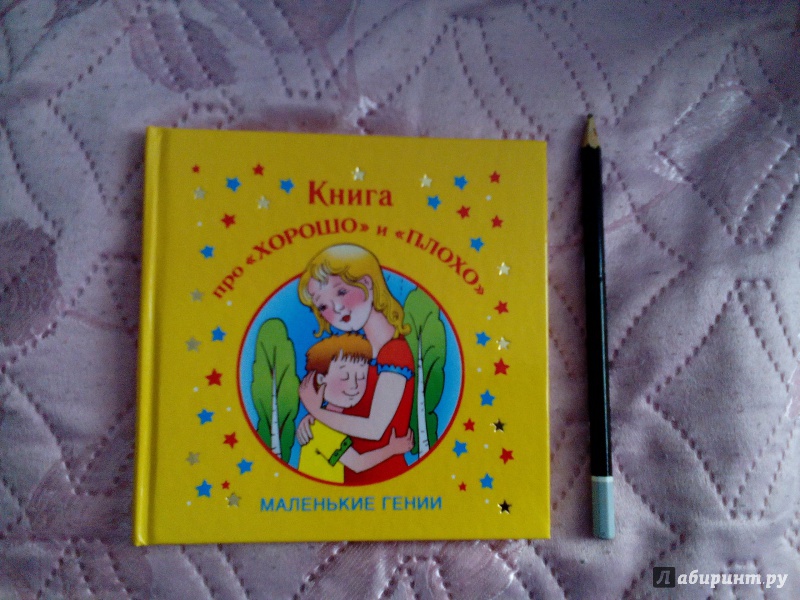 Книга
про «ХОРОШО» и «ПЛОХО»
МАЛЕНЬКИЕ ГЕНИИ
Лабиринт.ру